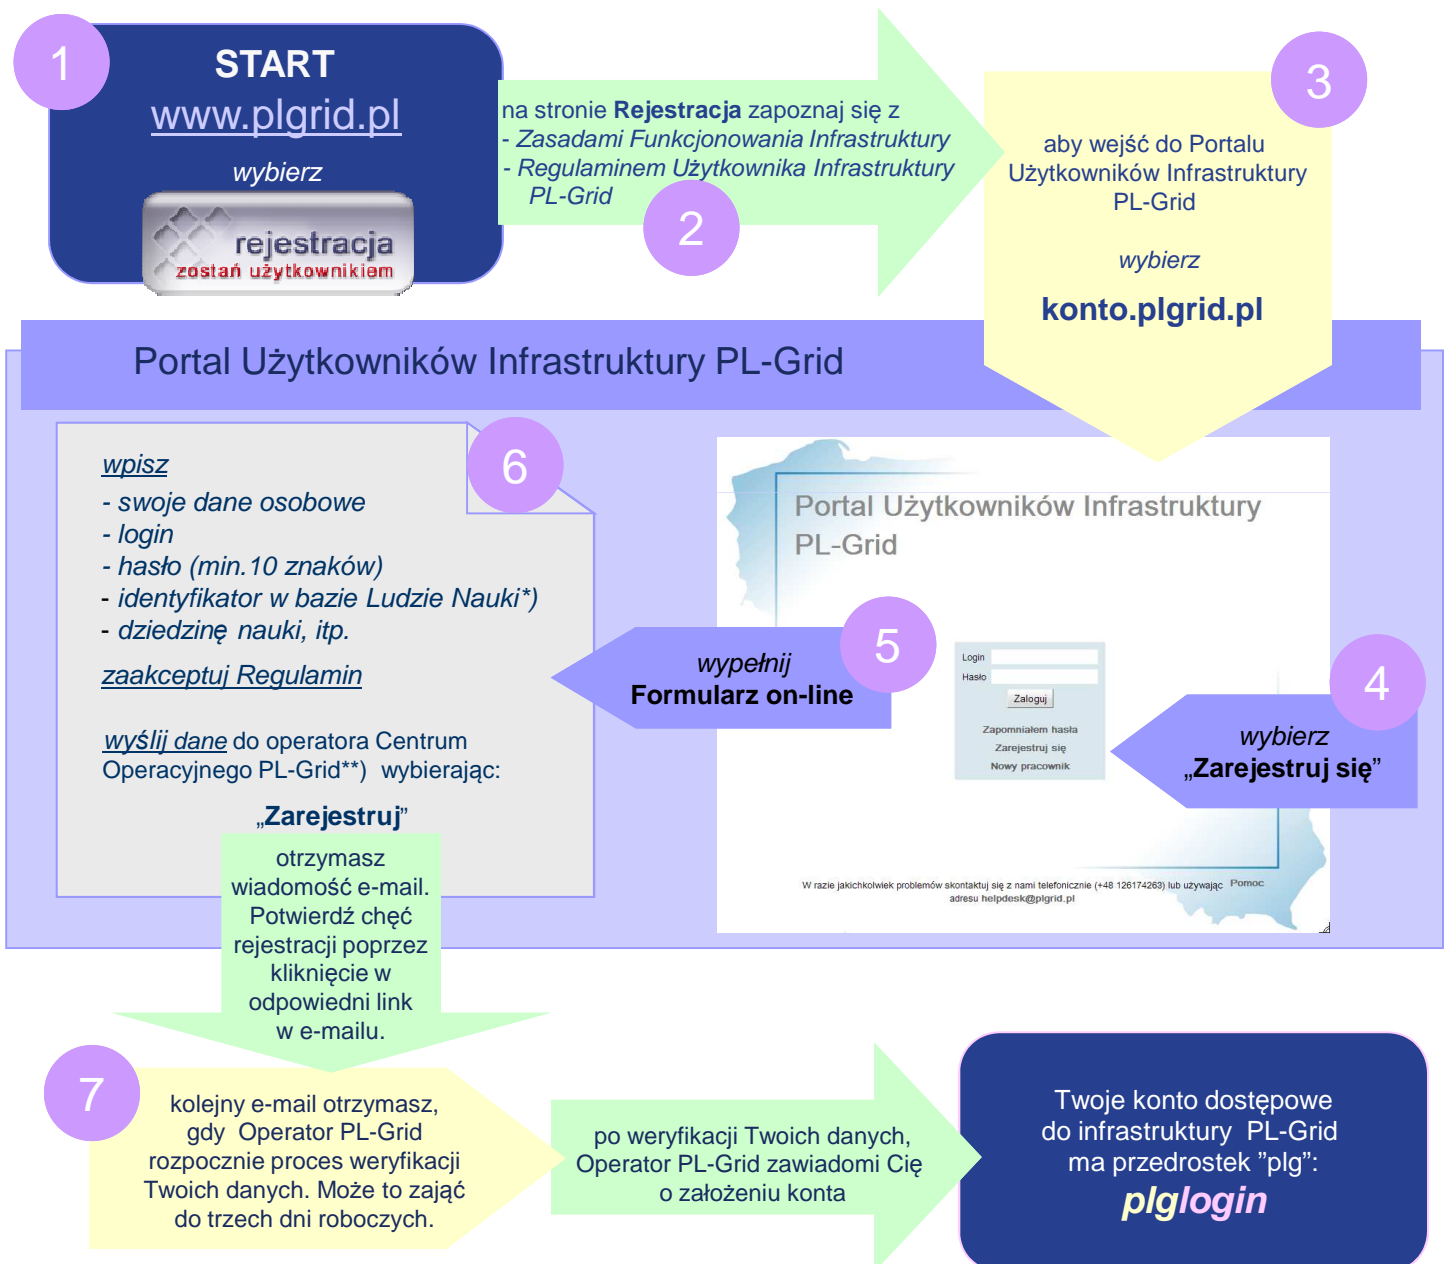 1
START
www.plgrid.pl
wybierz
rejestracja
zostań użytkownikiem
na stronie Rejestracja zapoznaj się z
- Zasadami Funkcjonowania Infrastruktury
- Regulaminem Użytkownika Infrastruktury
PL-Grid
2
3
aby wejść do Portalu
Użytkowników Infrastruktury
PL-Grid
wybierz
konto.plgrid.pl
Portal Użytkowników Infrastruktury PL-Grid
Portal Użytkowników Infrastruktury
PL-Grid
Login
Hasło
Zaloguj
Zapomniałem hasła
Zarejestruj się
Nowy pracownik
W razie jakichkolwiek problemów skontaktuj się z nami telefonicznie (+48 126174263) lub używając Pomoc
adresu helpdesk@plgrid.pl
4
wybierz
„Zarejestruj się”
5
wypełnij
Formularz on-line
6
wpisz
- swoje dane osobowe
- login
- hasło (min.10 znaków)
- identyfikator w bazie Ludzie Nauki*)
- dziedzinę nauki, itp.
zaakceptuj Regulamin
wyślij dane do operatora Centrum
Operacyjnego PL-Grid**) wybierając:
„Zarejestruj”
otrzymasz
wiadomość e-mail.
Potwierdź chęć
rejestracji poprzez
kliknięcie w
odpowiedni link
w e-mailu.
7
kolejny e-mail otrzymasz,
gdy Operator PL-Grid
rozpocznie proces weryfikacji
Twoich danych. Może to zająć
do trzech dni roboczych.
po weryfikacji Twoich danych,
Operator PL-Grid zawiadomi Cię
o założeniu konta
Twoje konto dostępowe
do infrastruktury PL-Grid
ma przedrostek ”plg”:
plglogin